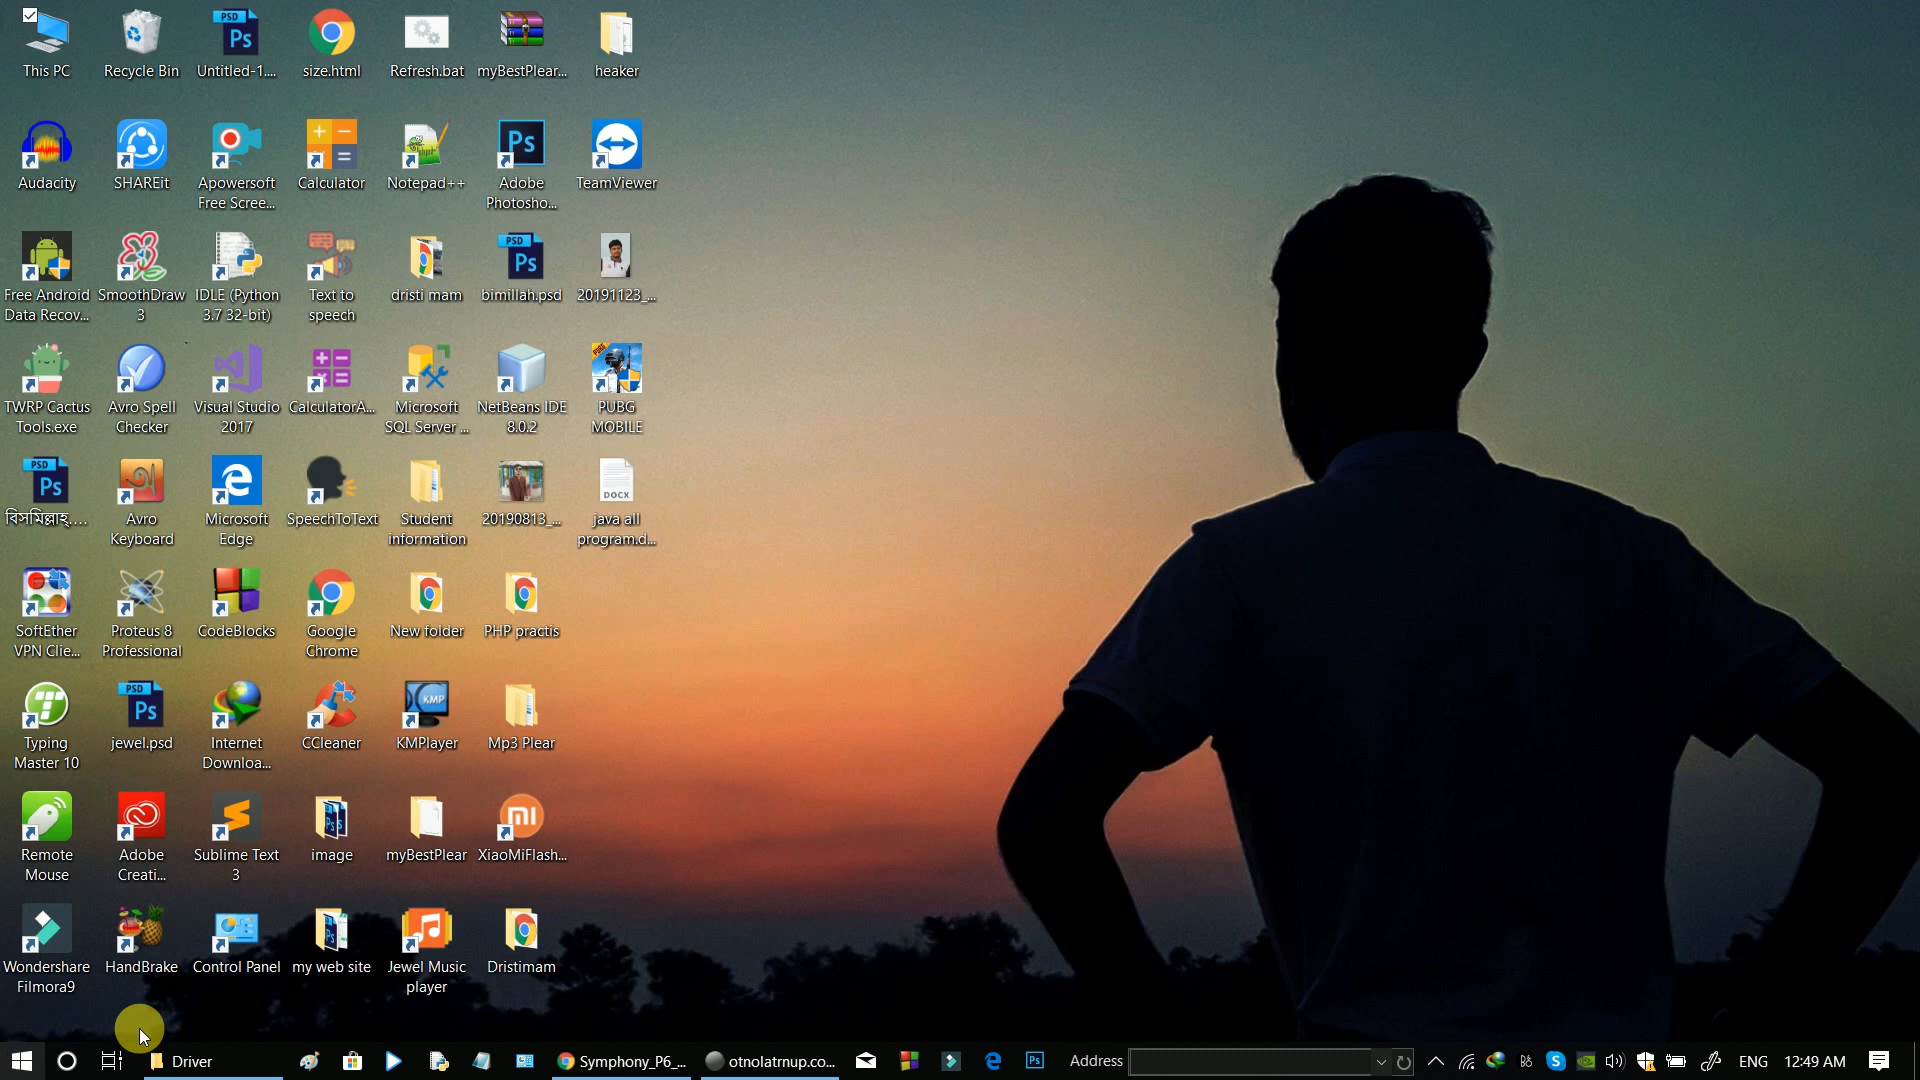 This PC
Recycle Bin
Untitled-1....
size.html
Refresh.bat
myBestPlear...
heaker
Audacity
SHAREit
Apowersoft
Free Scree...
Calculator
Notepad++
Adobe
Photosho...
TeamViewer
Free Android
Data Recov...
SmoothDraw
3
IDLE (Python
3.7 32-bit)
Text to
speech
dristi mam
bimillah.psd
20191123_...
TWRP Cactus
Tools.exe
Avro Spell
Checker
Visual Studio
2017
CalculatorA...
Microsoft
SQL Server ...
NetBeans IDE
8.0.2
PUBG
MOBILE
বিসমিল্লাহ্....
Avro
Keyboard
Microsoft
Edge
SpeechToText
Student
information
20190813_...
java all
program.d...
SoftEther
VPN Clie...
Proteus 8
Professional
CodeBlocks
Google
Chrome
New folder
PHP practis
Typing
Master 10
jewel.psd
Internet
Downloa...
CCleaner
KMPlayer
Mp3 Plear
Remote
Mouse
Adobe
Creati...
Sublime Text
3
image
myBestPlear
XiaoMiFlash...
Wondershare
Filmora9
HandBrake
Control Panel
my web site
Jewel Music
player
Dristimam
Driver
Symphony_P6_...
otnolatrnup.co...
Address
ENG
12:49 AM